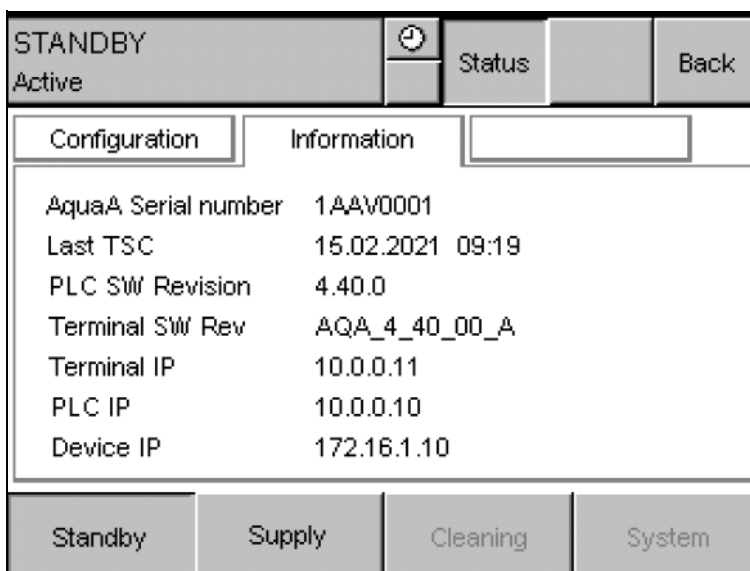 STANDBY
Active
Status
Back
Configuration
Information
AquaA Serial number 1AAV0001
Last TSC 15.02.2021 09:19
PLC SW Revision 4.40.0
Terminal SW Rev AQA_4_40_00_A
Terminal IP 10.0.0.11
PLC IP 10.0.0.10
Device IP 172.16.1.10
Standby Supply Cleaning System